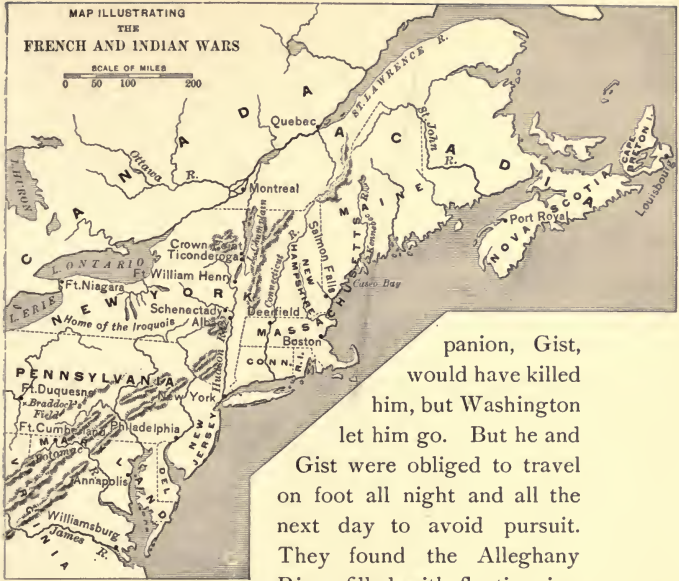 MAP ILLUSTRATING
THE
FRENCH AND INDIAN WARS
SCALE OF MILES
0 50 100 200
CANADA
ACADIA
ST. LAWRENCE R.
Quebec
St. John
R.
CAPE
BRETON I.
Louisbourg
NOVA SCOTIA
Port Royal
Ottawa
R.
L. HURON
Montreal
MAINE
Kennebec R.
Crown Point
Ticonderoga
L. Champlain
Connecticut R.
NEW
HAMPSHIRE
Salmon Falls
MASSACHUSETTS
Casco Bay
L. ONTARIO
Ft. William Henry
Ft. Niagara
L. ERIE
NEW YORK
Schenectady
Home of the Iroquois
Alb
Deerfield
MASS
Boston
CONN.
R.I.
Hudson R.
PENNSYLVANIA
Ft. Duquesne
Braddock's
Field
New York
Ft. Cumberland
Philadelphia
NEW
JERSEY
MARYLAND
Potomac
R.
Annapolis
DEL.
VIRGINIA
Williamsburg
James R.
panion, Gist,
would have killed
him, but Washington
let him go. But he and
Gist were obliged to travel
on foot all night and all the
next day to avoid pursuit.
They found the Alleghany